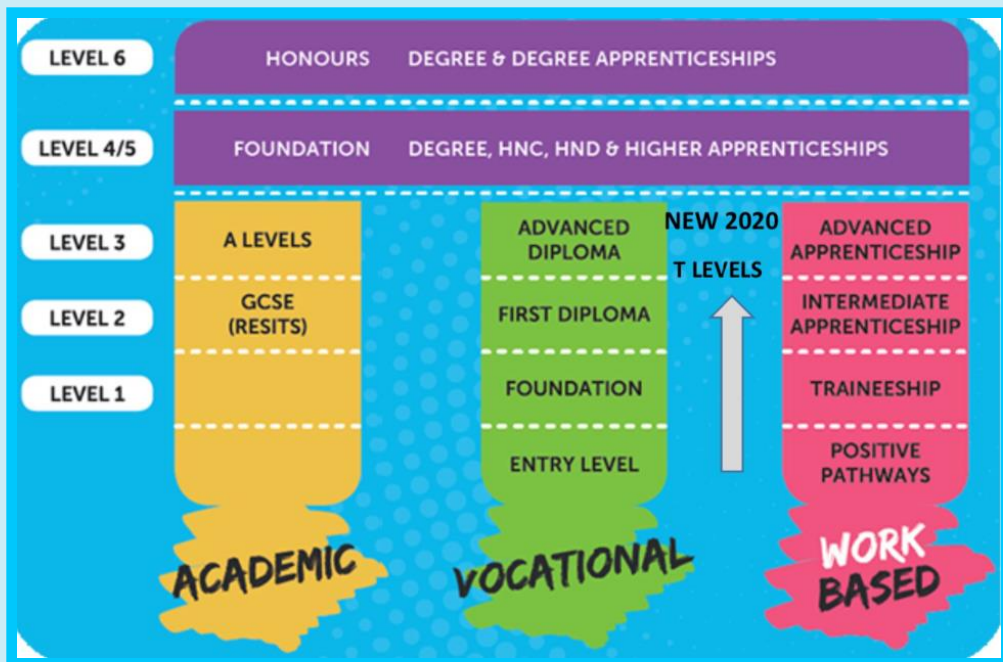 LEVEL 6
HONOURS DEGREE & DEGREE APPRENTICESHIPS
LEVEL 4/5
FOUNDATION DEGREE, HNC, HND & HIGHER APPRENTICESHIPS
LEVEL 3
A LEVELS
ADVANCED
DIPLOMA
NEW 2020
T LEVELS
ADVANCED
APPRENTICESHIP
LEVEL 2
GCSE
(RESITS)
FIRST DIPLOMA
INTERMEDIATE
APPRENTICESHIP
LEVEL 1
FOUNDATION
TRAINEESHIP
ENTRY LEVEL
POSITIVE
PATHWAYS
ACADEMIC
VOCATIONAL
WORK
BASED